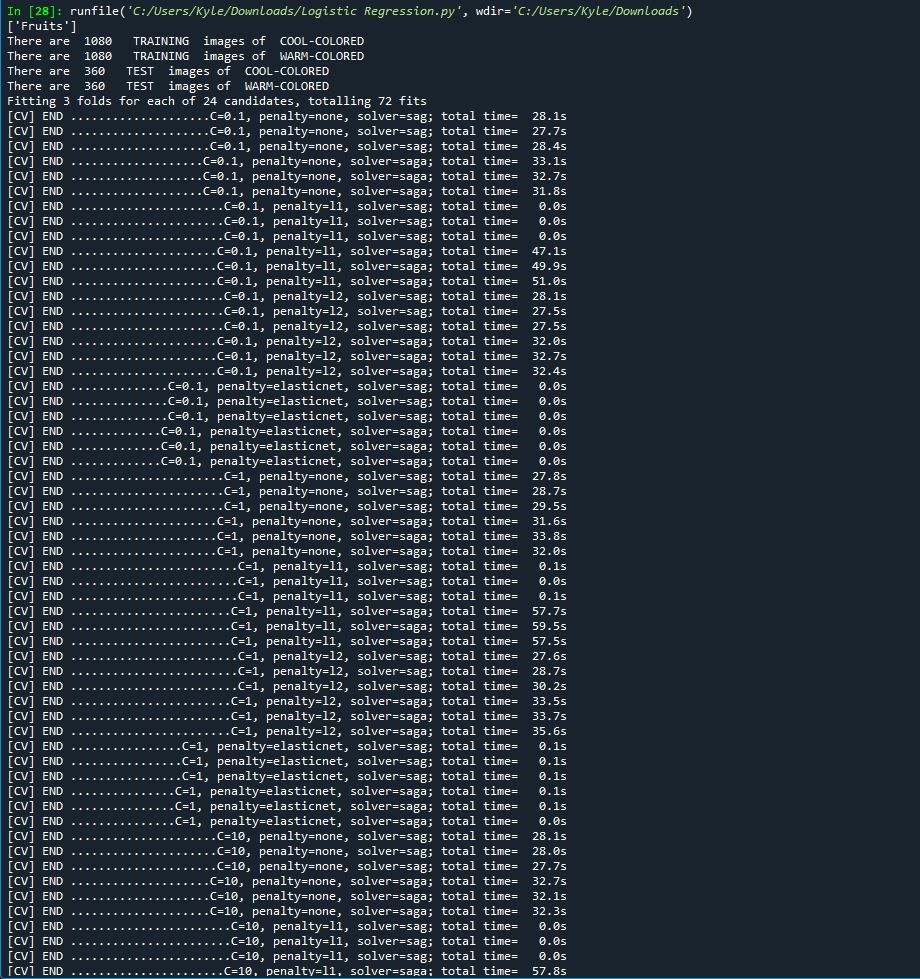 In [28]: runfile('C:/Users/Kyle/Downloads/Logistic Regression.py', wdir='C:/Users/Kyle/Downloads')
['Fruits']
There are  1080   TRAINING  images of  COOL-COLORED
There are  1080   TRAINING  images of  WARM-COLORED
There are  360   TEST  images of  COOL-COLORED
There are  360   TEST  images of  WARM-COLORED
Fitting 3 folds for each of 24 candidates, totalling 72 fits
[CV] END ....................C=0.1, penalty=none, solver=sag; total time=  28.1s
[CV] END ....................C=0.1, penalty=none, solver=sag; total time=  27.7s
[CV] END ....................C=0.1, penalty=none, solver=sag; total time=  28.4s
[CV] END ...................C=0.1, penalty=none, solver=saga; total time=  33.1s
[CV] END ...................C=0.1, penalty=none, solver=saga; total time=  32.7s
[CV] END ...................C=0.1, penalty=none, solver=saga; total time=  31.8s
[CV] END ......................C=0.1, penalty=l1, solver=sag; total time=   0.0s
[CV] END ......................C=0.1, penalty=l1, solver=sag; total time=   0.0s
[CV] END ......................C=0.1, penalty=l1, solver=sag; total time=   0.0s
[CV] END .....................C=0.1, penalty=l1, solver=saga; total time=  47.1s
[CV] END .....................C=0.1, penalty=l1, solver=saga; total time=  49.9s
[CV] END .....................C=0.1, penalty=l1, solver=saga; total time=  51.0s
[CV] END ......................C=0.1, penalty=l2, solver=sag; total time=  28.1s
[CV] END ......................C=0.1, penalty=l2, solver=sag; total time=  27.5s
[CV] END ......................C=0.1, penalty=l2, solver=sag; total time=  27.5s
[CV] END .....................C=0.1, penalty=l2, solver=saga; total time=  32.0s
[CV] END .....................C=0.1, penalty=l2, solver=saga; total time=  32.7s
[CV] END .....................C=0.1, penalty=l2, solver=saga; total time=  32.4s
[CV] END ..............C=0.1, penalty=elasticnet, solver=sag; total time=   0.0s
[CV] END ..............C=0.1, penalty=elasticnet, solver=sag; total time=   0.0s
[CV] END ..............C=0.1, penalty=elasticnet, solver=sag; total time=   0.0s
[CV] END .............C=0.1, penalty=elasticnet, solver=saga; total time=   0.0s
[CV] END .............C=0.1, penalty=elasticnet, solver=saga; total time=   0.0s
[CV] END .............C=0.1, penalty=elasticnet, solver=saga; total time=   0.0s
[CV] END ......................C=1, penalty=none, solver=sag; total time=  27.8s
[CV] END ......................C=1, penalty=none, solver=sag; total time=  28.7s
[CV] END ......................C=1, penalty=none, solver=sag; total time=  29.5s
[CV] END .....................C=1, penalty=none, solver=saga; total time=  31.6s
[CV] END .....................C=1, penalty=none, solver=saga; total time=  33.8s
[CV] END .....................C=1, penalty=none, solver=saga; total time=  32.0s
[CV] END ........................C=1, penalty=l1, solver=sag; total time=   0.1s
[CV] END ........................C=1, penalty=l1, solver=sag; total time=   0.0s
[CV] END ........................C=1, penalty=l1, solver=sag; total time=   0.1s
[CV] END .......................C=1, penalty=l1, solver=saga; total time=  57.7s
[CV] END .......................C=1, penalty=l1, solver=saga; total time=  59.5s
[CV] END .......................C=1, penalty=l1, solver=saga; total time=  57.5s
[CV] END ........................C=1, penalty=l2, solver=sag; total time=  27.6s
[CV] END ........................C=1, penalty=l2, solver=sag; total time=  28.7s
[CV] END ........................C=1, penalty=l2, solver=sag; total time=  30.2s
[CV] END .......................C=1, penalty=l2, solver=saga; total time=  33.5s
[CV] END .......................C=1, penalty=l2, solver=saga; total time=  33.7s
[CV] END .......................C=1, penalty=l2, solver=saga; total time=  35.6s
[CV] END ................C=1, penalty=elasticnet, solver=sag; total time=   0.1s
[CV] END ................C=1, penalty=elasticnet, solver=sag; total time=   0.1s
[CV] END ................C=1, penalty=elasticnet, solver=sag; total time=   0.1s
[CV] END ...............C=1, penalty=elasticnet, solver=saga; total time=   0.1s
[CV] END ...............C=1, penalty=elasticnet, solver=saga; total time=   0.1s
[CV] END ...............C=1, penalty=elasticnet, solver=saga; total time=   0.0s
[CV] END .....................C=10, penalty=none, solver=sag; total time=  28.1s
[CV] END .....................C=10, penalty=none, solver=sag; total time=  28.0s
[CV] END .....................C=10, penalty=none, solver=sag; total time=  27.7s
[CV] END ....................C=10, penalty=none, solver=saga; total time=  32.7s
[CV] END ....................C=10, penalty=none, solver=saga; total time=  32.1s
[CV] END ....................C=10, penalty=none, solver=saga; total time=  32.3s
[CV] END .......................C=10, penalty=l1, solver=sag; total time=   0.0s
[CV] END .......................C=10, penalty=l1, solver=sag; total time=   0.0s
[CV] END .......................C=10, penalty=l1, solver=sag; total time=   0.0s
[CV] END ......................C=10, penalty=l1, solver=saga; total time=  57.8s